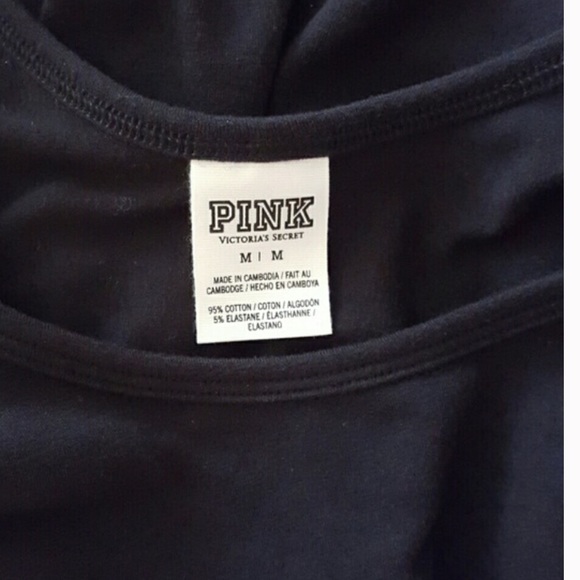 PINK
VICTORIA'S SECRET
M | M
MADE IN CAMBODIA / FAIT AU
CAMBODGE / HECHO EN CAMBOYA
95% COTTON / COTON / ALGODÓN
5% ELASTANE / ÉLASTHANNE /
ELASTANO